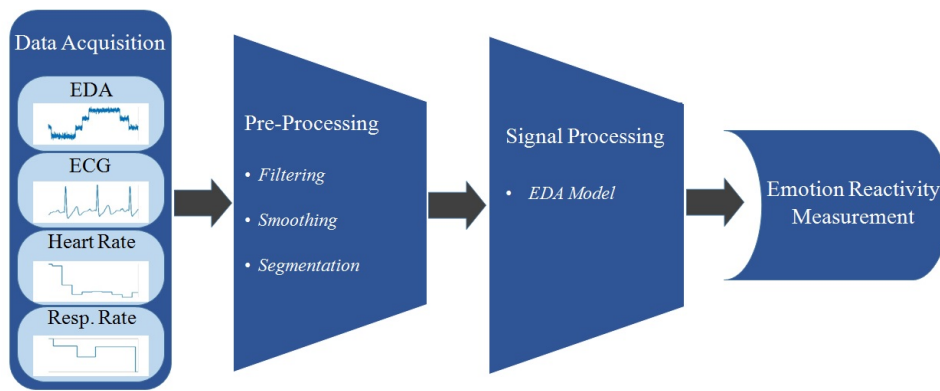 Data Acquisition
EDA
ECG
Heart Rate
Resp. Rate
Pre-Processing
• Filtering
• Smoothing
• Segmentation
Signal Processing
• EDA Model
Emotion Reactivity
Measurement